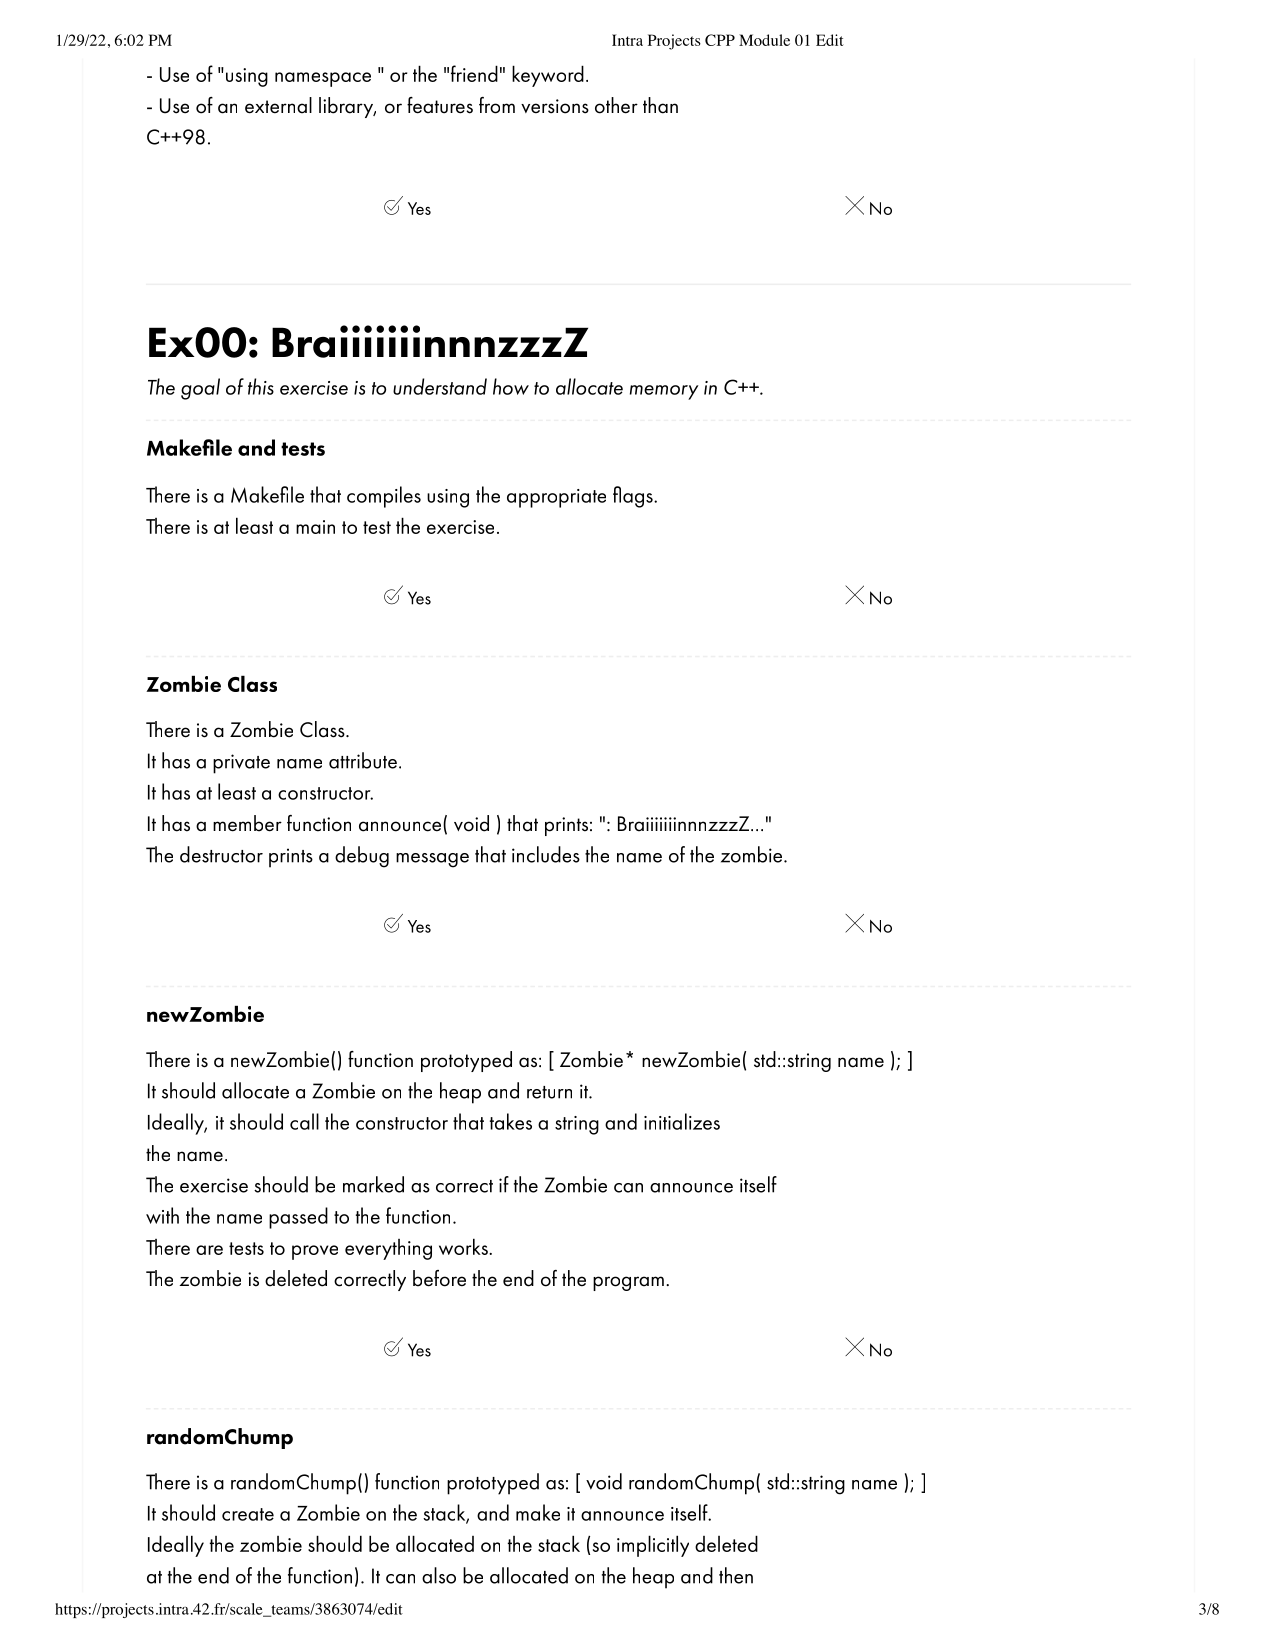 1/29/22, 6:02 PM Intra Projects CPP Module 01 Edit
- Use of "using namespace " or the "friend" keyword.
- Use of an external library, or features from versions other than
C++98.
Yes No
Ex00: BraiiiiiiinnnzzzZ
The goal of this exercise is to understand how to allocate memory in C++.
Makefile and tests
There is a Makefile that compiles using the appropriate flags.
There is at least a main to test the exercise.
Yes No
Zombie Class
There is a Zombie Class.
It has a private name attribute.
It has at least a constructor.
It has a member function announce( void ) that prints: ": BraiiiiiiinnnzzzZ..."
The destructor prints a debug message that includes the name of the zombie.
Yes No
newZombie
There is a newZombie() function prototyped as: [ Zombie* newZombie( std::string name ); ]
It should allocate a Zombie on the heap and return it.
Ideally, it should call the constructor that takes a string and initializes
the name.
The exercise should be marked as correct if the Zombie can announce itself
with the name passed to the function.
There are tests to prove everything works.
The zombie is deleted correctly before the end of the program.
Yes No
randomChump
There is a randomChump() function prototyped as: [ void randomChump( std::string name ); ]
It should create a Zombie on the stack, and make it announce itself.
Ideally the zombie should be allocated on the stack (so implicitly deleted
at the end of the function). It can also be allocated on the heap and then
https://projects.intra.42.fr/scale_teams/3863074/edit 3/8